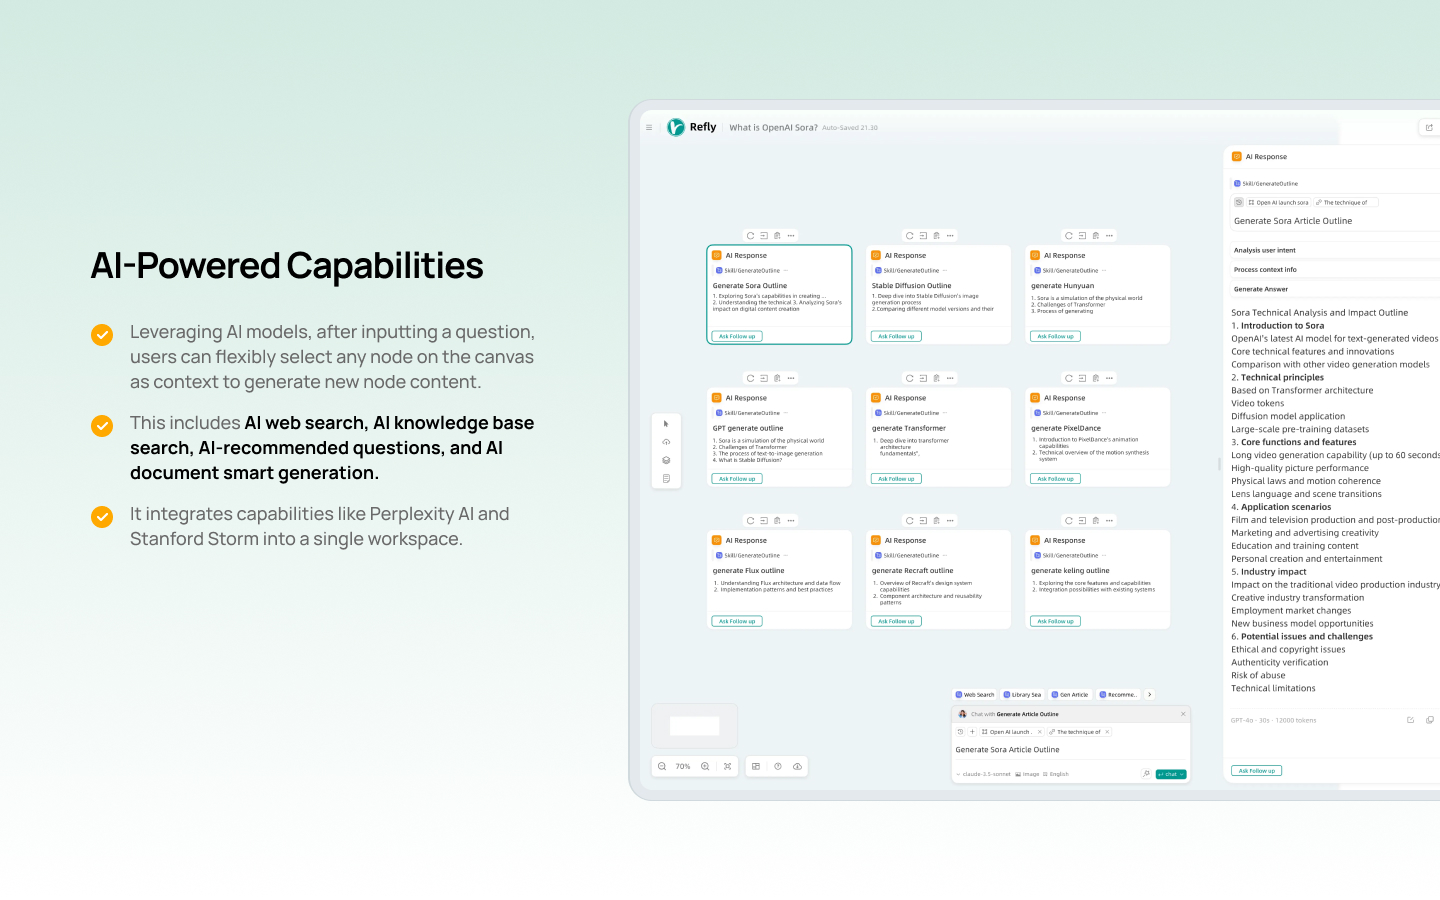 AI-Powered Capabilities
Leveraging AI models, after inputting a question,
users can flexibly select any node on the canvas
as context to generate new node content.
This includes AI web search, AI knowledge base
search, AI-recommended questions, and AI
document smart generation.
It integrates capabilities like Perplexity AI and
Stanford Storm into a single workspace.
Refly
What is OpenAI Sora? Auto-Saved 21.30
AI Response
Skill/GenerateOutline
Generate Sora Outline
1. Exploring Sora's capabilities in creating ...
2. Understanding the technical 3. Analyzing Sora's
impact on digital content creation
Ask Follow up
AI Response
Skill/GenerateOutline
Stable Diffusion Outline
1. Deep dive into Stable Diffusion's image
generation process
2.Comparing different model versions and their
Ask Follow up
AI Response
Skill/GenerateOutline
generate Hunyuan
1. Sora is a simulation of the physical world
2. Challenges of Transformer
3. Process of generating
Ask Follow up
AI Response
Skill/GenerateOutline
GPT generate outline
1. Sora is a simulation of the physical world
2. Challenges of Transformer
3. The process of text-to-image generation
4. What is Stable Diffusion?
Ask Follow up
AI Response
Skill/GenerateOutline
generate Transformer
1. Deep dive into transformer
architecture
fundamentals",
Ask Follow up
AI Response
Skill/GenerateOutline
generate PixelDance
1. Introduction to PixelDance's animation
capabilities
2. Technical overview of the motion synthesis
system
Ask Follow up
AI Response
Skill/GenerateOutline
generate Flux outline
1. Understanding Flux architecture and data flow
2. Implementation patterns and best practices
Ask Follow up
AI Response
Skill/GenerateOutline
generate Recraft outline
1. Overview of Recraft's design system
capabilities
2. Component architecture and reusability
patterns
Ask Follow up
AI Response
Skill/GenerateOutline
generate keling outline
1. Exploring the core features and capabilities
2. Integration possibilities with existing systems
Ask Follow up
70%
Web Search Library Sea Gen Article Recomme..
Chat with Generate Article Outline
Open AI launch . The technique of
Generate Sora Article Outline
claude-3.5-sonnet image English
chat
AI Response
Skill/GenerateOutline
Open AI launch sora The technique of
Generate Sora Article Outline
Analysis user intent
Process context info
Generate Answer
Sora Technical Analysis and Impact Outline
1. Introduction to Sora
OpenAI's latest AI model for text-generated videos
Core technical features and innovations
Comparison with other video generation models
2. Technical principles
Based on Transformer architecture
Video tokens
Diffusion model application
Large-scale pre-training datasets
3. Core functions and features
Long video generation capability (up to 60 seconds
High-quality picture performance
Physical laws and motion coherence
Lens language and scene transitions
4. Application scenarios
Film and television production and post-production
Marketing and advertising creativity
Education and training content
Personal creation and entertainment
5. Industry impact
Impact on the traditional video production industry
Creative industry transformation
Employment market changes
New business model opportunities
6. Potential issues and challenges
Ethical and copyright issues
Authenticity verification
Risk of abuse
Technical limitations
GPT-4o · 30s · 12000 tokens
Ask Follow up